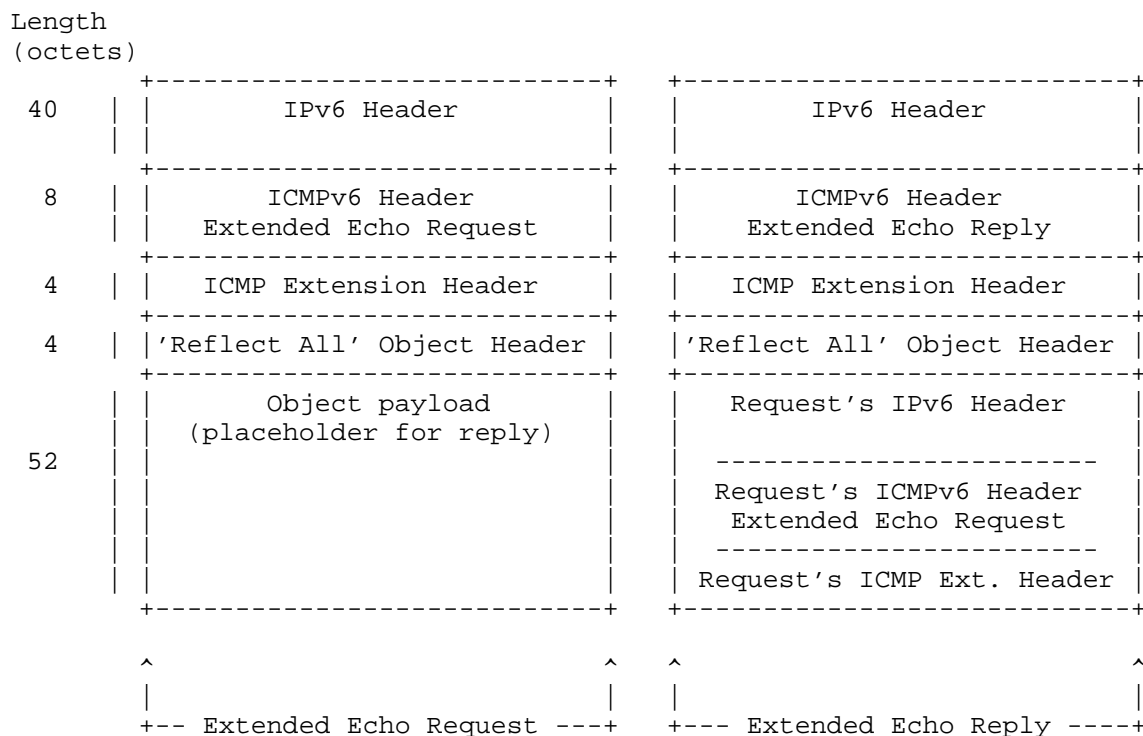 Length
(octets)
+----------------------------+   +----------------------------+
40   | |        IPv6 Header         |   |        IPv6 Header         |
| |                            |   |                            |
+----------------------------+   +----------------------------+
8    | |       ICMPv6 Header        |   |       ICMPv6 Header        |
| |   Extended Echo Request    |   |    Extended Echo Reply     |
+----------------------------+   +----------------------------+
4    | |   ICMP Extension Header    |   |   ICMP Extension Header    |
+----------------------------+   +----------------------------+
4    | |’Reflect All’ Object Header |   |’Reflect All’ Object Header |
+----------------------------+   +----------------------------+
| |       Object payload       |   |   Request’s IPv6 Header    |
| |  (placeholder for reply)   |   |                            |
52   | |                            |   |  ------------------------  |
| |                            |   |  Request’s ICMPv6 Header   |
| |                            |   |   Extended Echo Request    |
| |                            |   |  ------------------------  |
| |                            |   | Request’s ICMP Ext. Header |
+----------------------------+   +----------------------------+
^                            ^   ^                            ^
|                            |   |                            |
+-- Extended Echo Request ---+   +--- Extended Echo Reply ----+